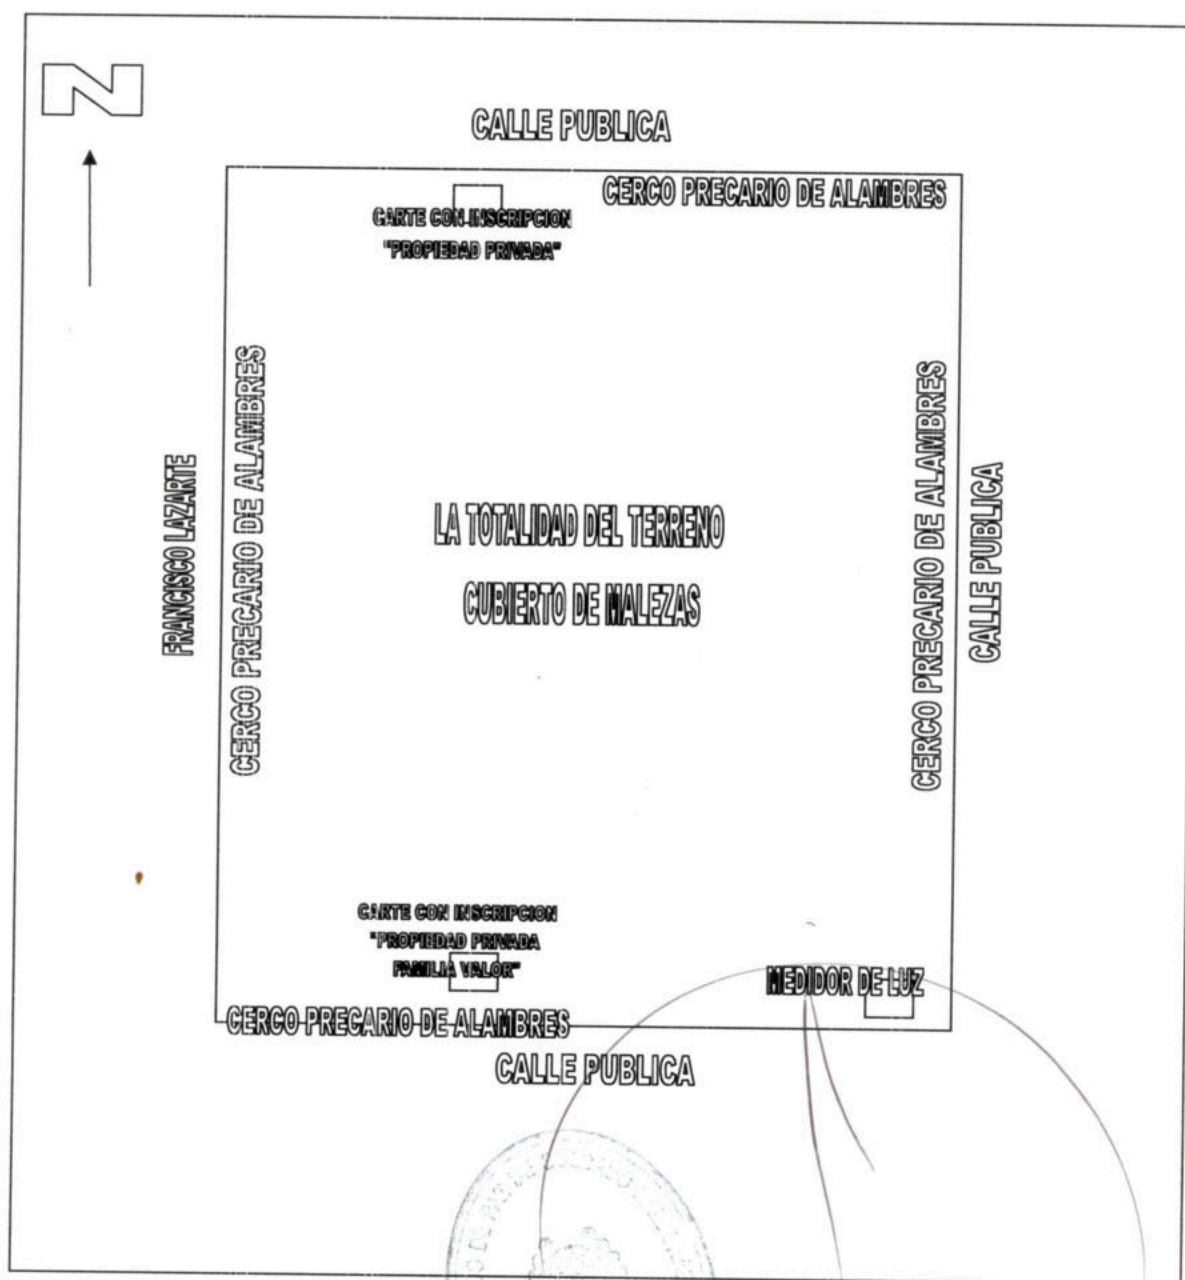 N
CALLE PUBLICA
CERCO PRECARIO DE ALAMBRES
CARTE CON INSCRIPCION
"PROPIEDAD PRIVADA"
CERCO PRECARIO DE ALAMBRES
FRANCISCO LAZARTE
LA TOTALIDAD DEL TERRENO
CUBIERTO DE MALEZAS
CERCO PRECARIO DE ALAMBRES
CALLE PUBLICA
CARTE CON INSCRIPCION
"PROPIEDAD PRIVADA
FAMILIA VALOR"
MEDIDOR DE LUZ
CERCO PRECARIO DE ALAMBRES
CALLE PUBLICA